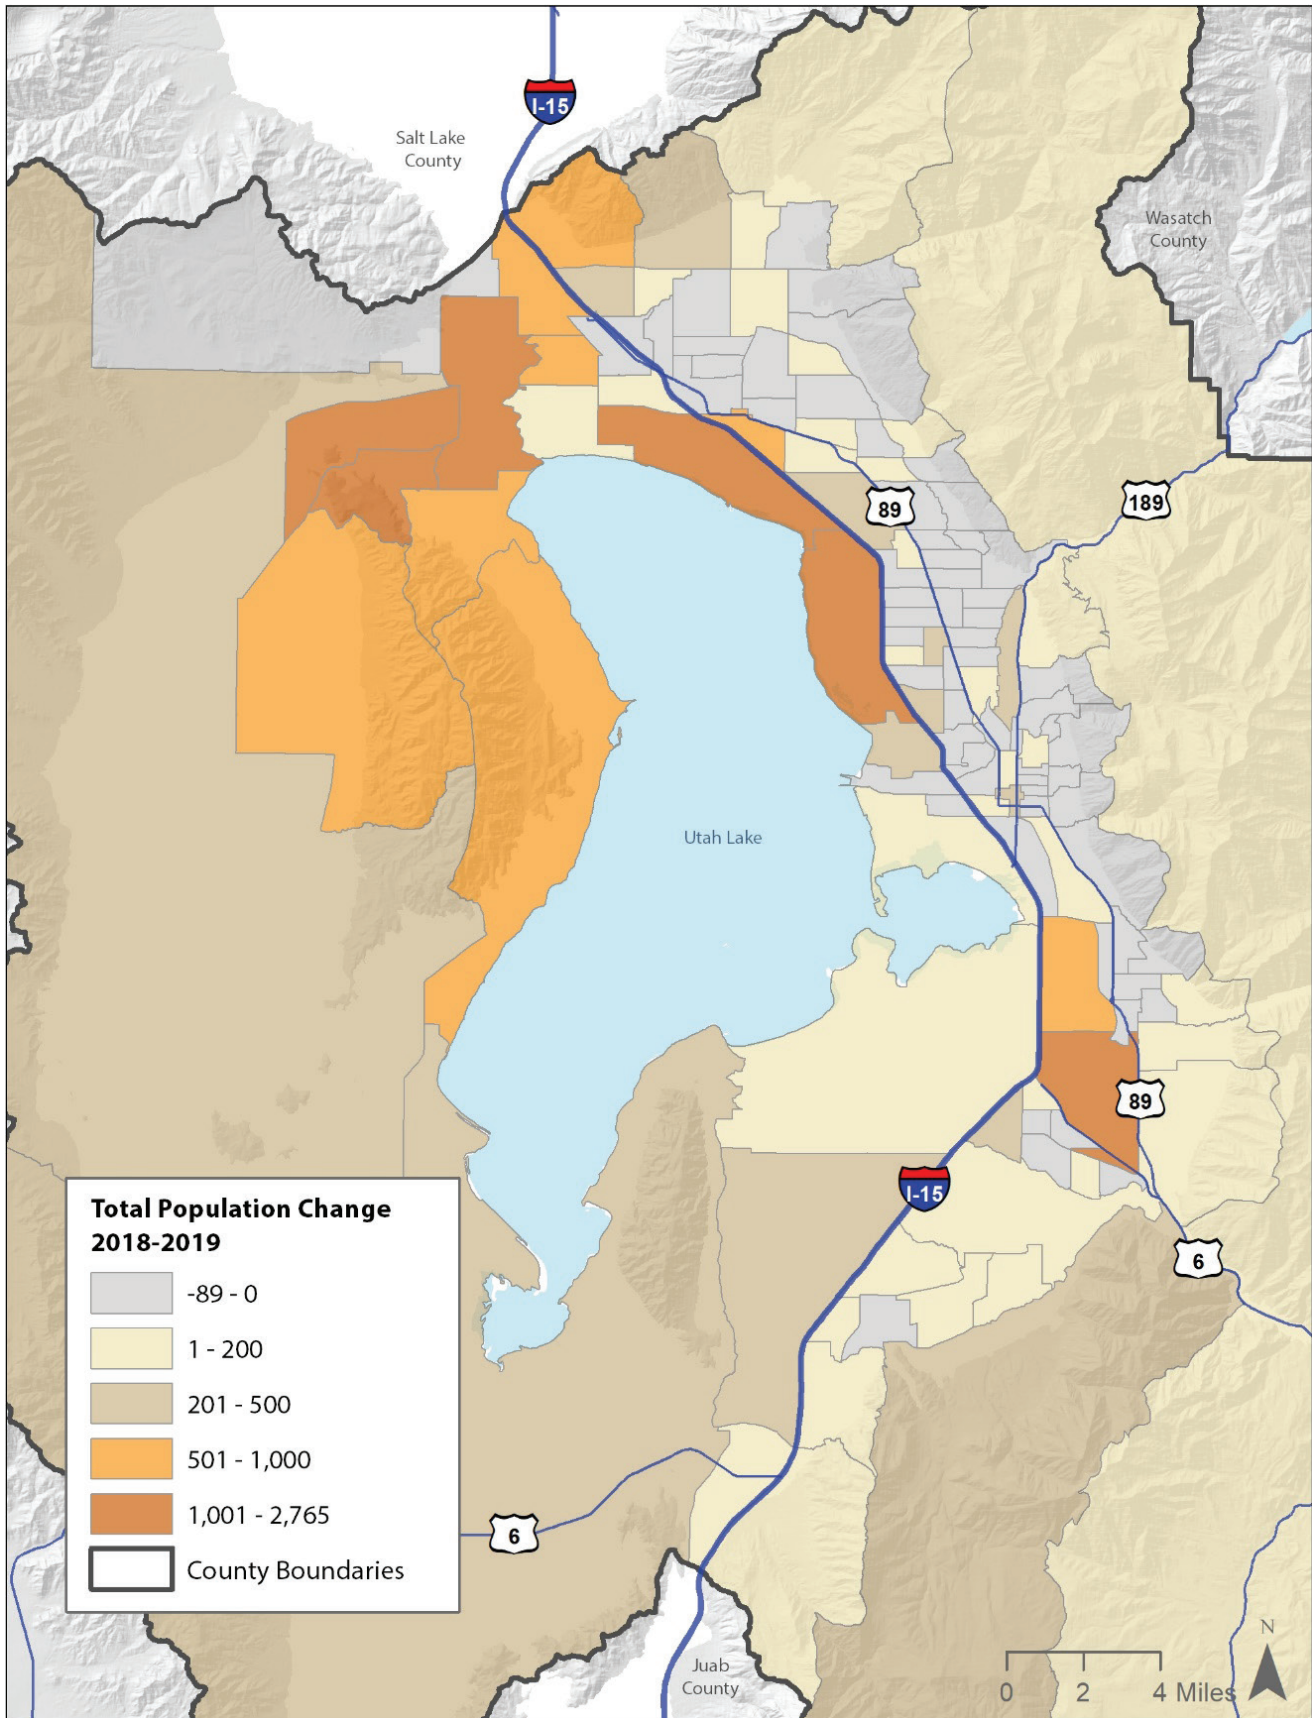 I-15
Salt Lake
County
Wasatch
County
189
89
Utah Lake
89
I-15
6
Total Population Change
2018-2019
-89 - 0
1 - 200
201 - 500
501 - 1,000
1,001 - 2,765
County Boundaries
6
Juab
County
N
0 2 4 Miles